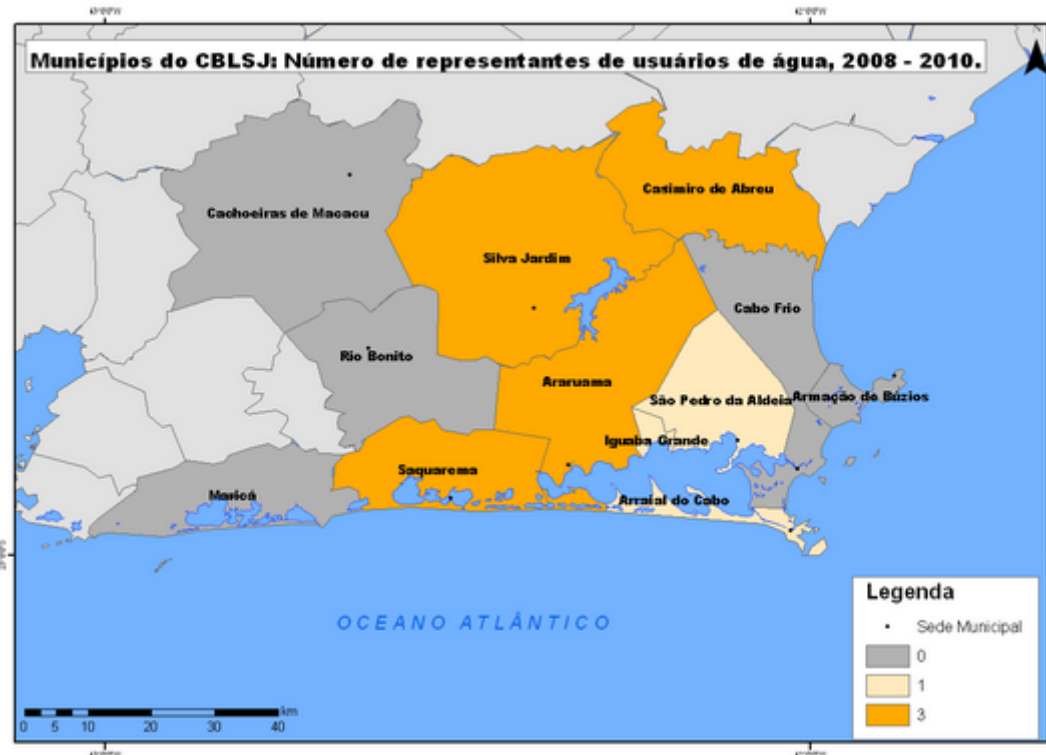 Municípios do CBLSJ: Número de representantes de usuários de água, 2008 - 2010.
Casimiro de Abreu
Cachoeiras de Macacu
Silva Jardim
Cabo Frio
Rio Bonito
Araruama
São Pedro da Aldeia
Armação de Búzios
Iguaba Grande
Saquarema
Maricá
Arraial do Cabo
OCEANO ATLÂNTICO
Legenda
Sede Municipal
0
1
3
km
0 5 10 20 30 40